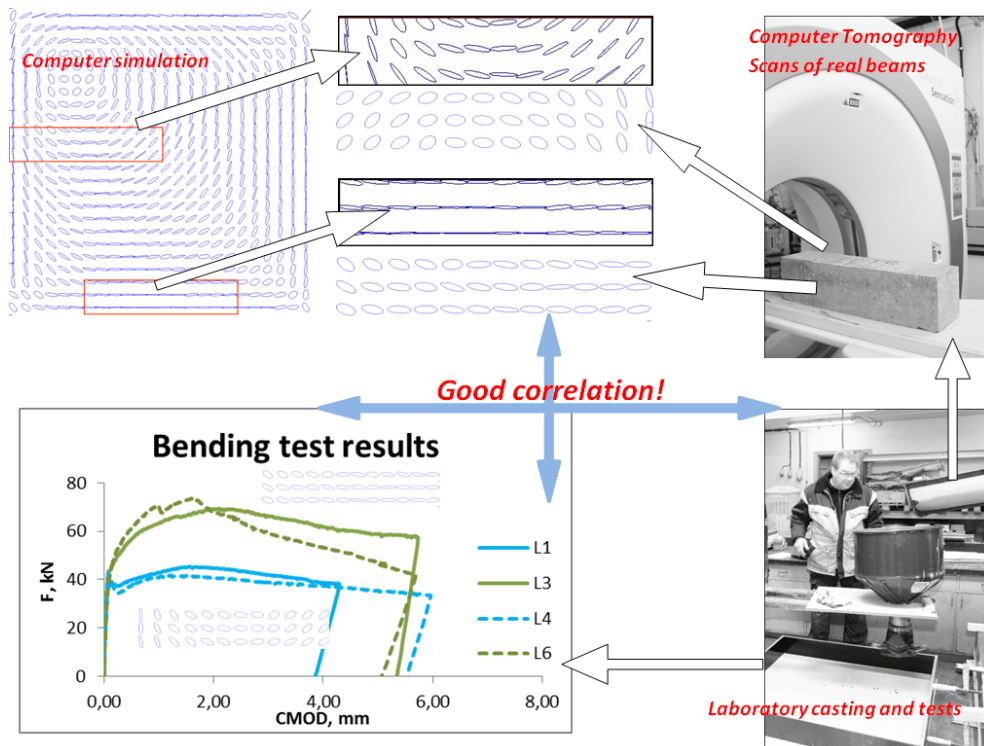 Computer simulation
Computer Tomography
Scans of real beams
Sensation
Good correlation!
Bending test results
80
60
40
20
0
F, kN
0,00
2,00
4,00
6,00
8,00
CMOD, mm
L1
L3
L4
L6
Laboratory casting and tests